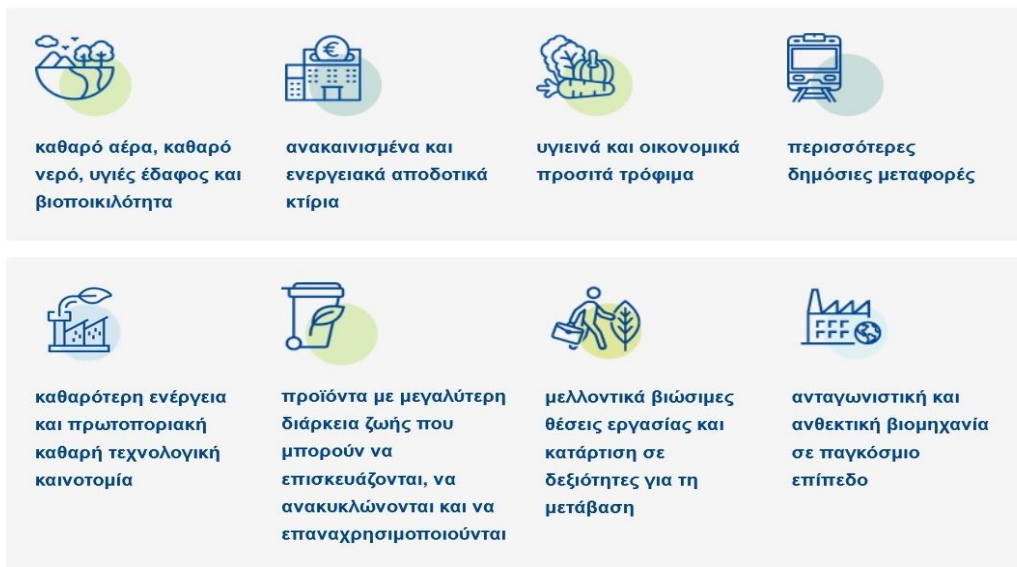 €
καθαρό αέρα, καθαρό
νερό, υγιές έδαφος και
βιοποικιλότητα
ανακαινισμένα και
ενεργειακά αποδοτικά
κτίρια
υγιεινά και οικονομικά
προσιτά τρόφιμα
περισσότερες
δημόσιες μεταφορές
καθαρότερη ενέργεια
και πρωτοποριακή
καθαρή τεχνολογική
καινοτομία
προϊόντα με μεγαλύτερη
διάρκεια ζωής που
μπορούν να
επισκευάζονται, να
ανακυκλώνονται και να
επαναχρησιμοποιούνται
μελλοντικά βιώσιμες
θέσεις εργασίας και
κατάρτιση σε
δεξιότητες για τη
μετάβαση
ανταγωνιστική και
ανθεκτική βιομηχανία
σε παγκόσμιο
επίπεδο